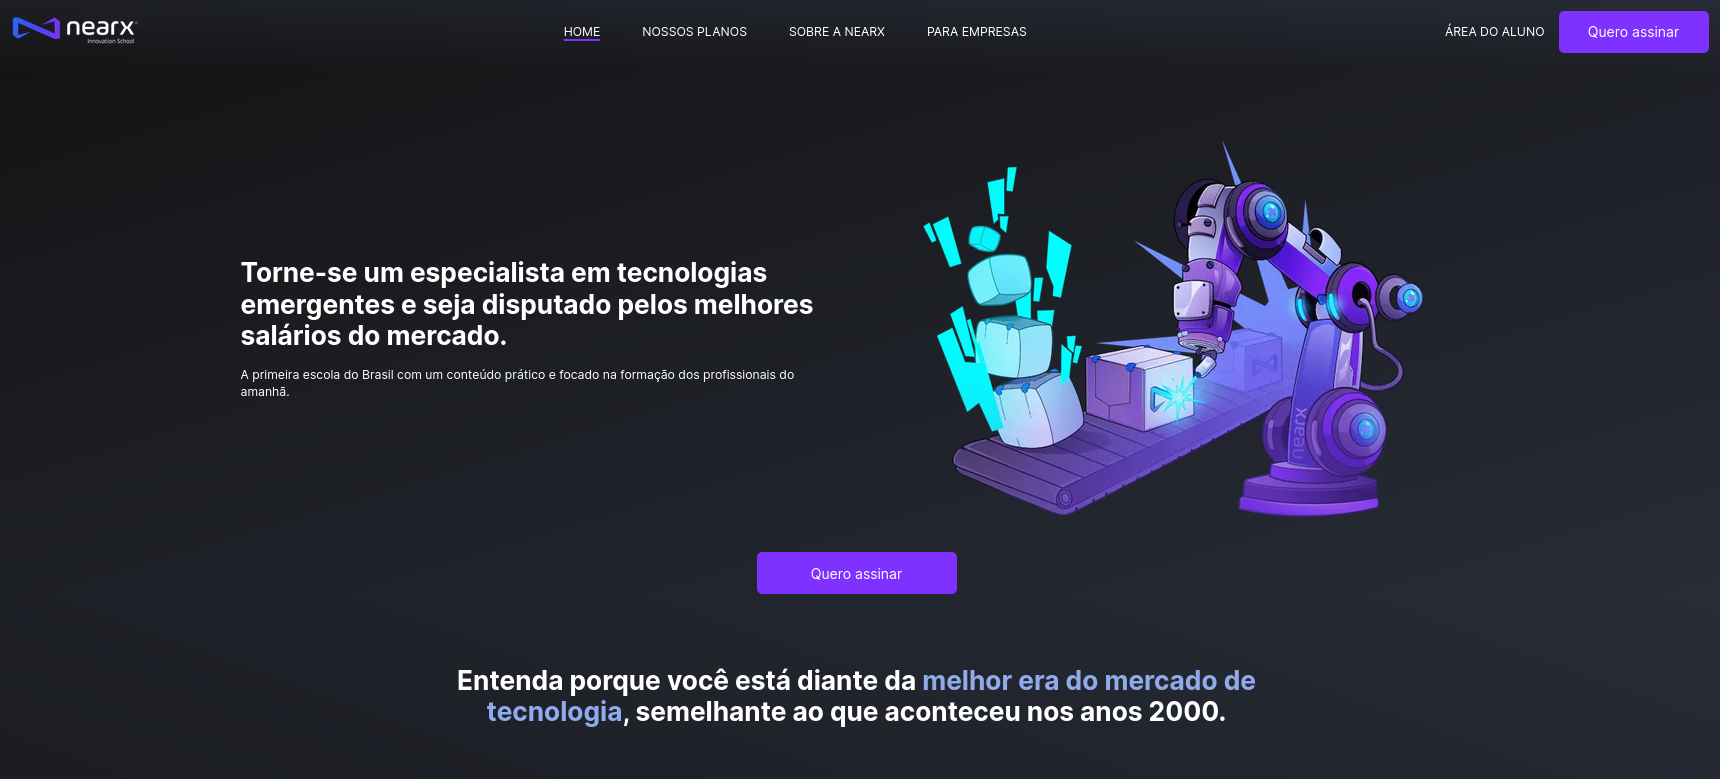 nearx
Innovation School
HOME
NOSSOS PLANOS
SOBRE A NEARX
PARA EMPRESAS
ÁREA DO ALUNO
Quero assinar
Torne-se um especialista em tecnologias
emergentes e seja disputado pelos melhores
salários do mercado.
A primeira escola do Brasil com um conteúdo prático e focado na formação dos profissionais do
amanhã.
nearx
Quero assinar
Entenda porque você está diante da melhor era do mercado de
tecnologia, semelhante ao que aconteceu nos anos 2000.